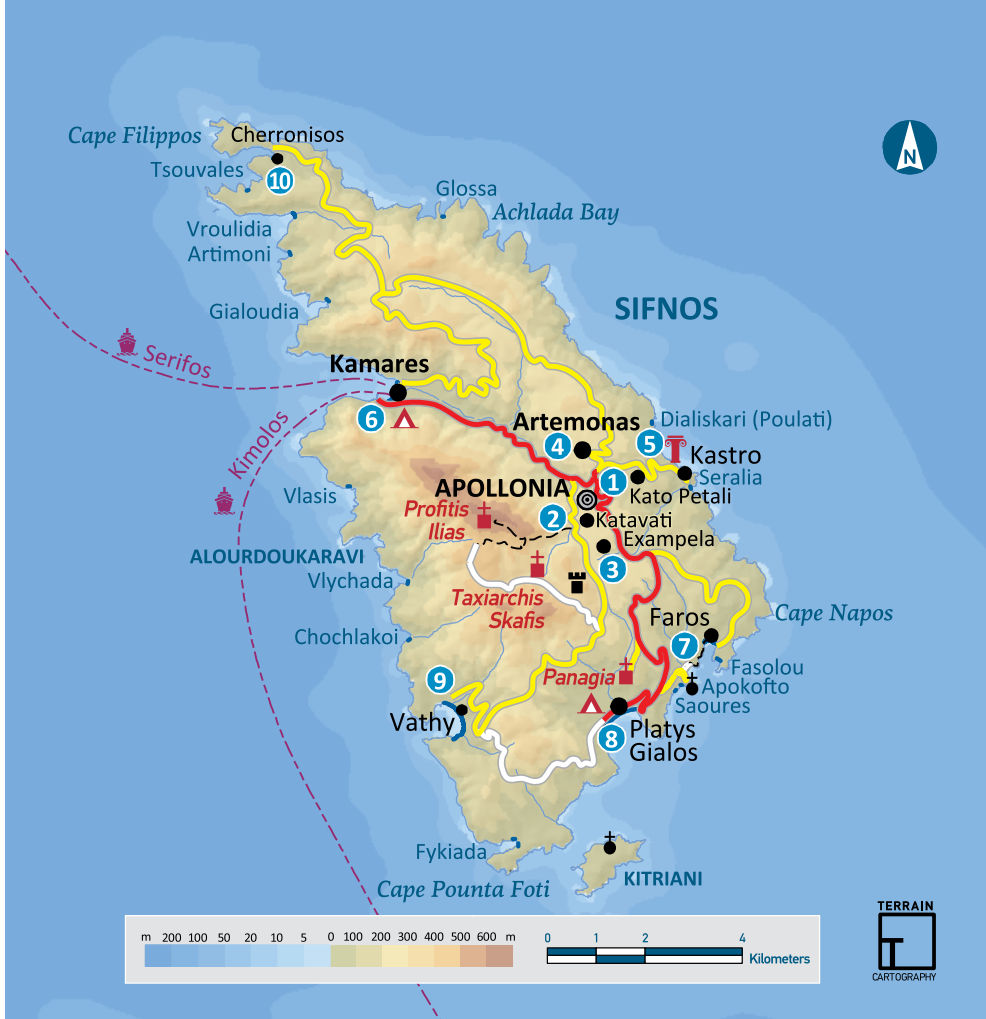 Cape Filippos
Cherronisos
Tsouvales
10
Glossa
Achlada Bay
Vroulidia
Artimoni
N
Gialoudia
SIFNOS
Serifos
Kamares
Kimolos
6
Artemonas
Dialiskari (Poulati)
4
5
Kastro
Seralia
1
Kato Petali
APOLLONIA
Vlasis
Profitis
Ilias
2
Katavati
Exampela
ALOURDOUKARAVI
3
Vlychada
Taxiarchis
Skafis
Cape Napos
Faros
Chochlakoi
7
Fasolou
Panagia
Apokofto
9
Saoures
Vathy
Platys
Gialos
8
Fykiada
KITRIANI
Cape Pounta Foti
m 200 100 50 20 10 5 0 100 200 300 400 500 600 m
0 1 2 4
Kilometers
TERRAIN
T
CARTOGRAPHY